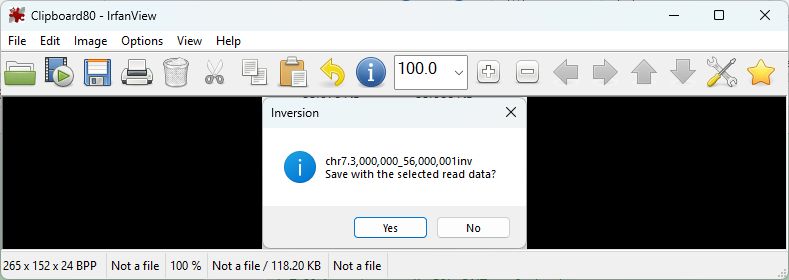 Clipboard80 - IrfanView
File Edit Image Options View Help
100.0
Inversion
chr7.3,000,000_56,000,001inv
Save with the selected read data?
Yes No
265 x 152 x 24 BPP Not a file 100 % Not a file / 118.20 KB Not a file